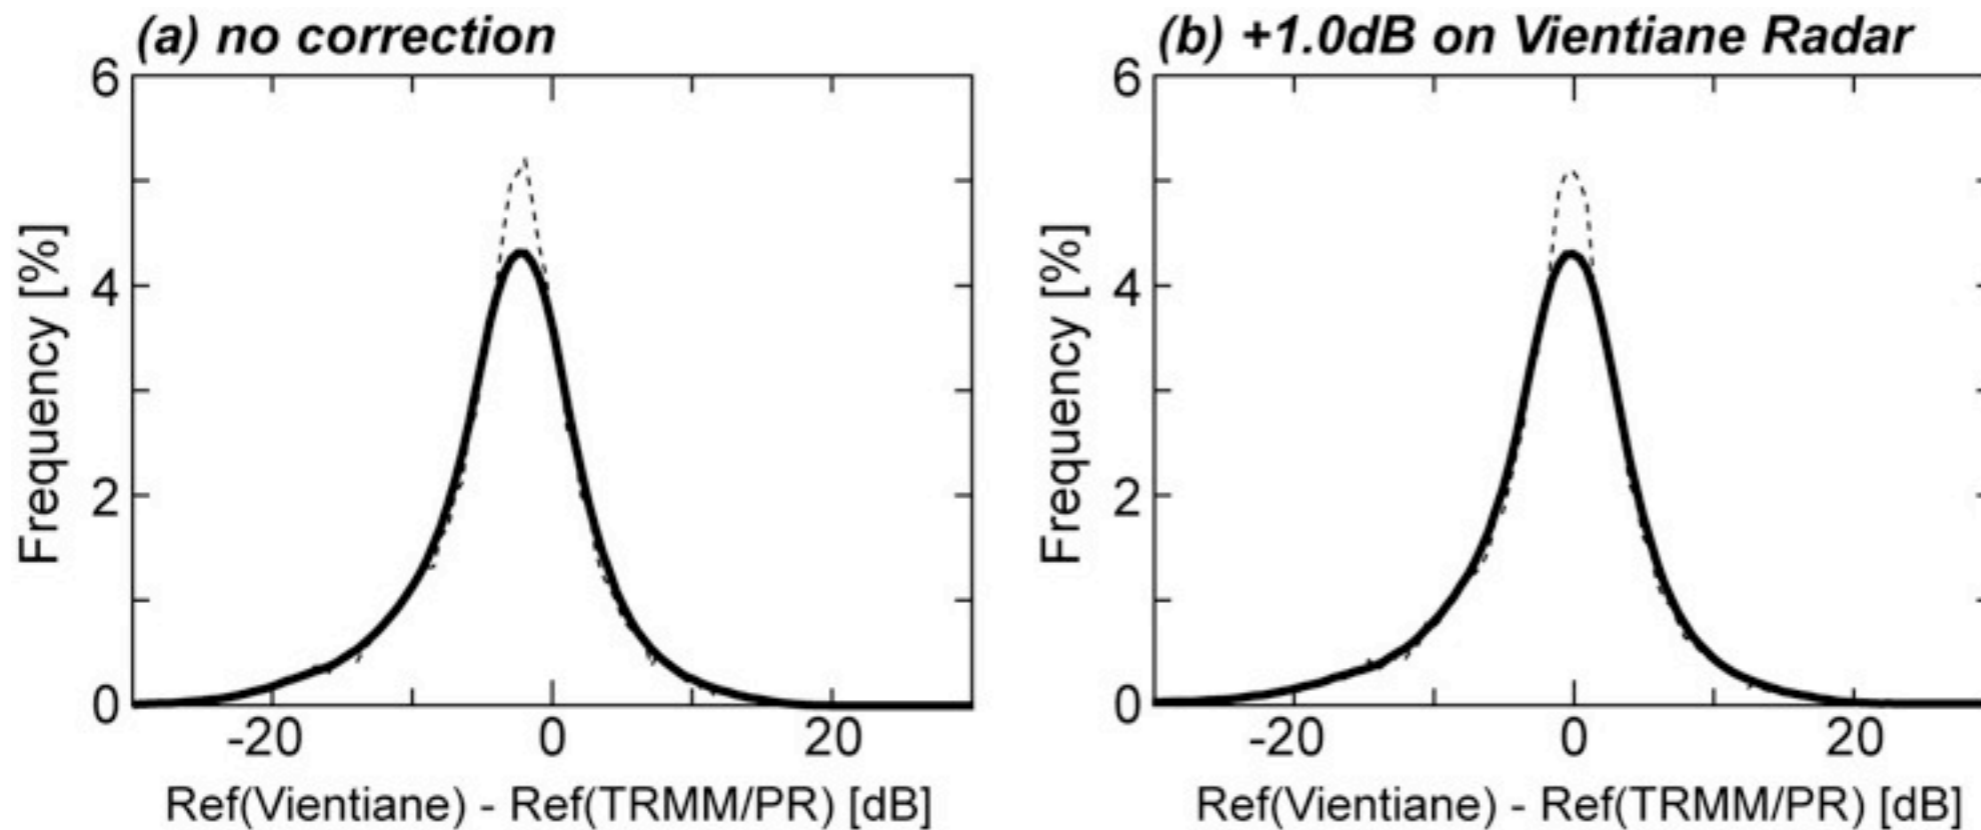 (a) no correction
(b) +1.0dB on Vientiane Radar
6
4
2
0
Frequency [%]
-20 0 20
Ref(Vientiane) - Ref(TRMM/PR) [dB]
6
4
2
0
Frequency [%]
-20 0 20
Ref(Vientiane) - Ref(TRMM/PR) [dB]